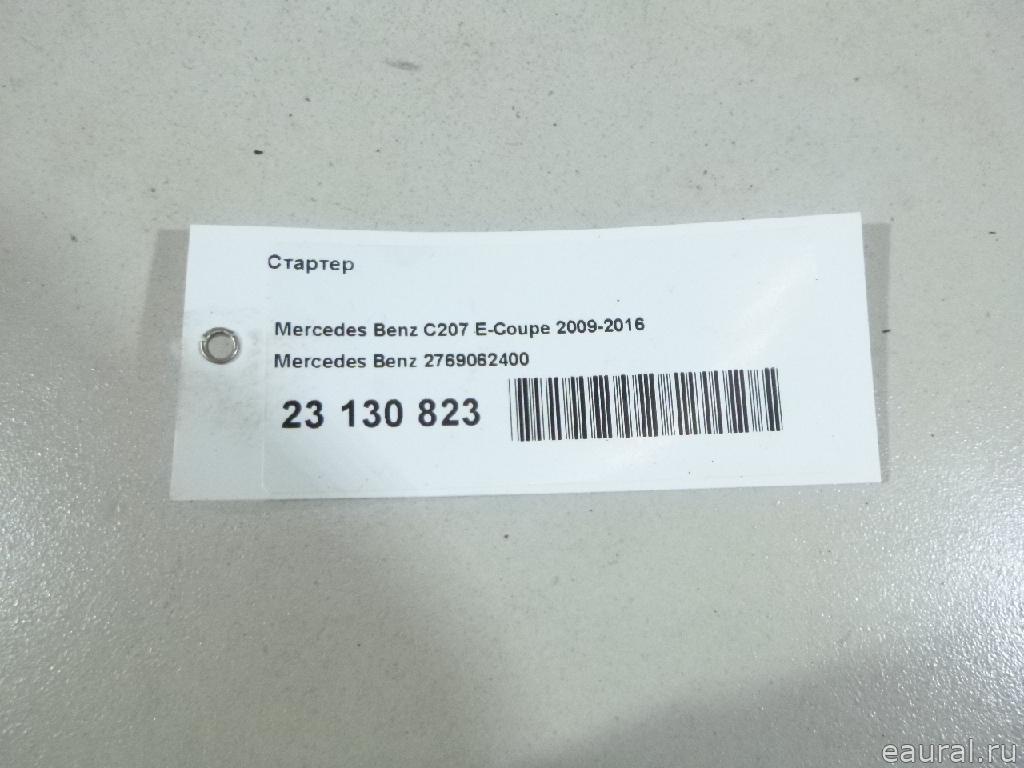 Стартер
Mercedes Benz C207 E-Coupe 2009-2016
Mercedes Benz 2769062400
23 130 823
eaural.ru